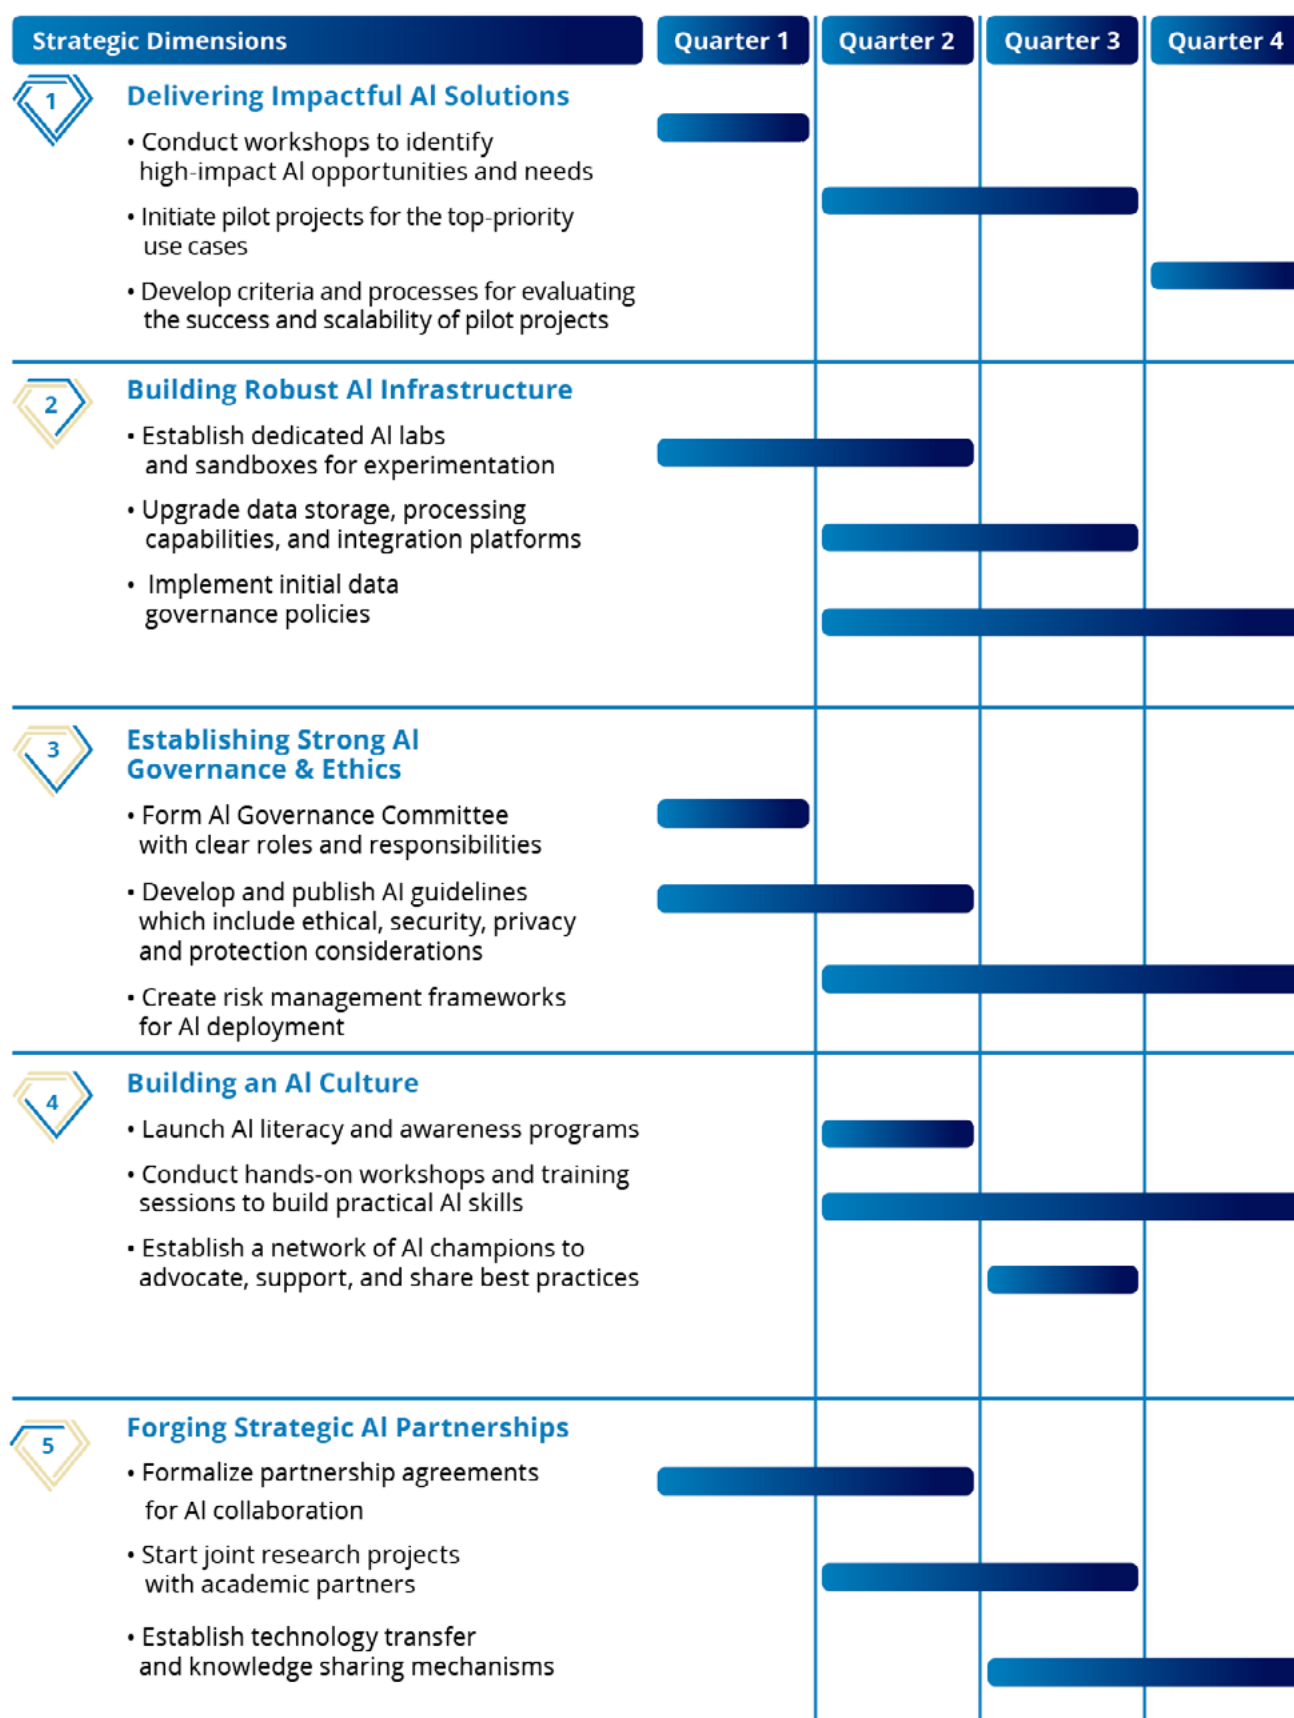 Strategic Dimensions
Quarter 1
Quarter 2
Quarter 3
Quarter 4
1
Delivering Impactful AI Solutions
• Conduct workshops to identify
high-impact AI opportunities and needs
• Initiate pilot projects for the top-priority
use cases
• Develop criteria and processes for evaluating
the success and scalability of pilot projects
2
Building Robust AI Infrastructure
• Establish dedicated AI labs
and sandboxes for experimentation
• Upgrade data storage, processing
capabilities, and integration platforms
• Implement initial data
governance policies
3
Establishing Strong AI
Governance & Ethics
• Form AI Governance Committee
with clear roles and responsibilities
• Develop and publish AI guidelines
which include ethical, security, privacy
and protection considerations
• Create risk management frameworks
for AI deployment
4
Building an AI Culture
• Launch AI literacy and awareness programs
• Conduct hands-on workshops and training
sessions to build practical AI skills
• Establish a network of AI champions to
advocate, support, and share best practices
5
Forging Strategic AI Partnerships
• Formalize partnership agreements
for AI collaboration
• Start joint research projects
with academic partners
• Establish technology transfer
and knowledge sharing mechanisms